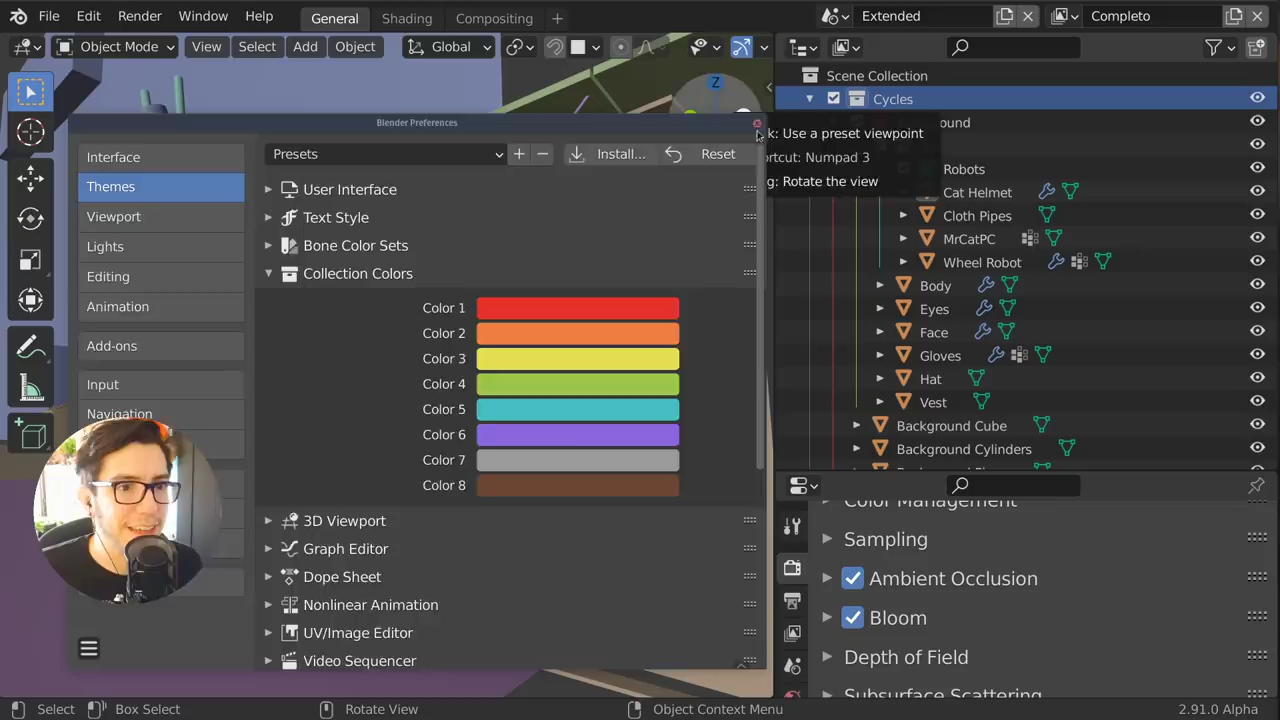 File Edit Render Window Help General Shading Compositing + Extended Completo
Object Mode View Select Add Object Global
Z
Scene Collection
Cycles
ound
Robots
Cat Helmet
Cloth Pipes
MrCatPC
Wheel Robot
Body
Eyes
Face
Gloves
Hat
Vest
Background Cube
Background Cylinders
k: Use a preset viewpoint
ortcut: Numpad 3
g: Rotate the view
Blender Preferences
Interface
Themes
Viewport
Lights
Editing
Animation
Add-ons
Input
Navigation
Presets + − Install... Reset
User Interface
Text Style
Bone Color Sets
Collection Colors
Color 1
Color 2
Color 3
Color 4
Color 5
Color 6
Color 7
Color 8
3D Viewport
Graph Editor
Dope Sheet
Nonlinear Animation
UV/Image Editor
Video Sequencer
Color Management
Sampling
Ambient Occlusion
Bloom
Depth of Field
Subsurface Scattering
Select Box Select Rotate View Object Context Menu 2.91.0 Alpha